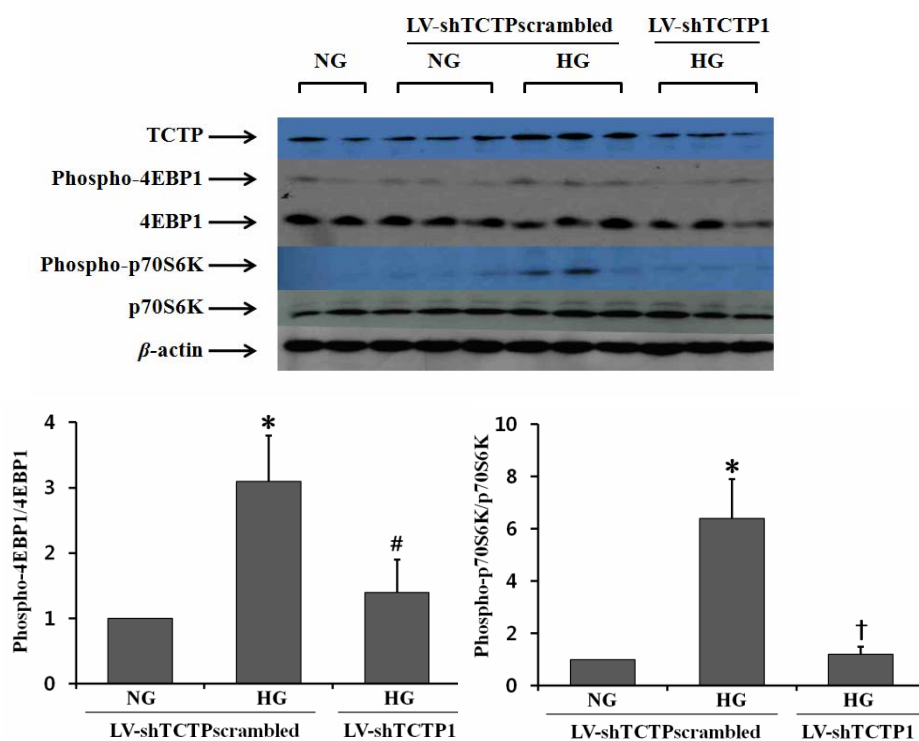 LV-shTCTPscrambled LV-shTCTP1
NG NG HG HG
TCTP
Phospho-4EBP1
4EBP1
Phospho-p70S6K
p70S6K
β-actin
Phospho-4EBP1/4EBP1
4
3
2
1
0
*
#
NG HG HG
LV-shTCTPscrambled LV-shTCTP1
Phospho-p70S6K/p70S6K
10
8
6
4
2
0
*
†
NG HG HG
LV-shTCTPscrambled LV-shTCTP1